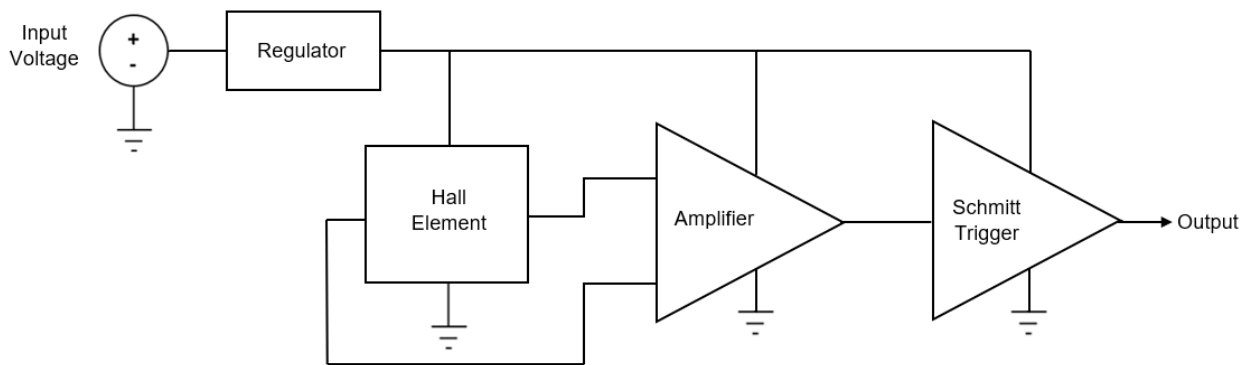 Input
Voltage
+
-
Regulator
Hall
Element
Amplifier
Schmitt
Trigger
Output